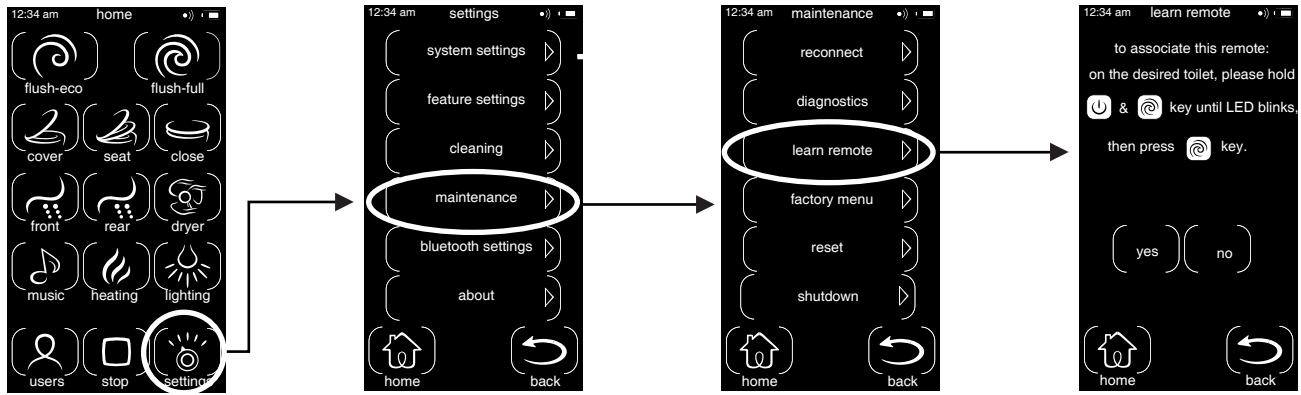 12:34 am home
flush-eco flush-full
cover seat close
front rear dryer
music heating lighting
users stop settings
12:34 am settings
system settings
feature settings
cleaning
maintenance
bluetooth settings
about
home back
12:34 am maintenance
reconnect
diagnostics
learn remote
factory menu
reset
shutdown
home back
12:34 am learn remote
to associate this remote:
on the desired toilet, please hold
& key until LED blinks,
then press key.
yes no
home back